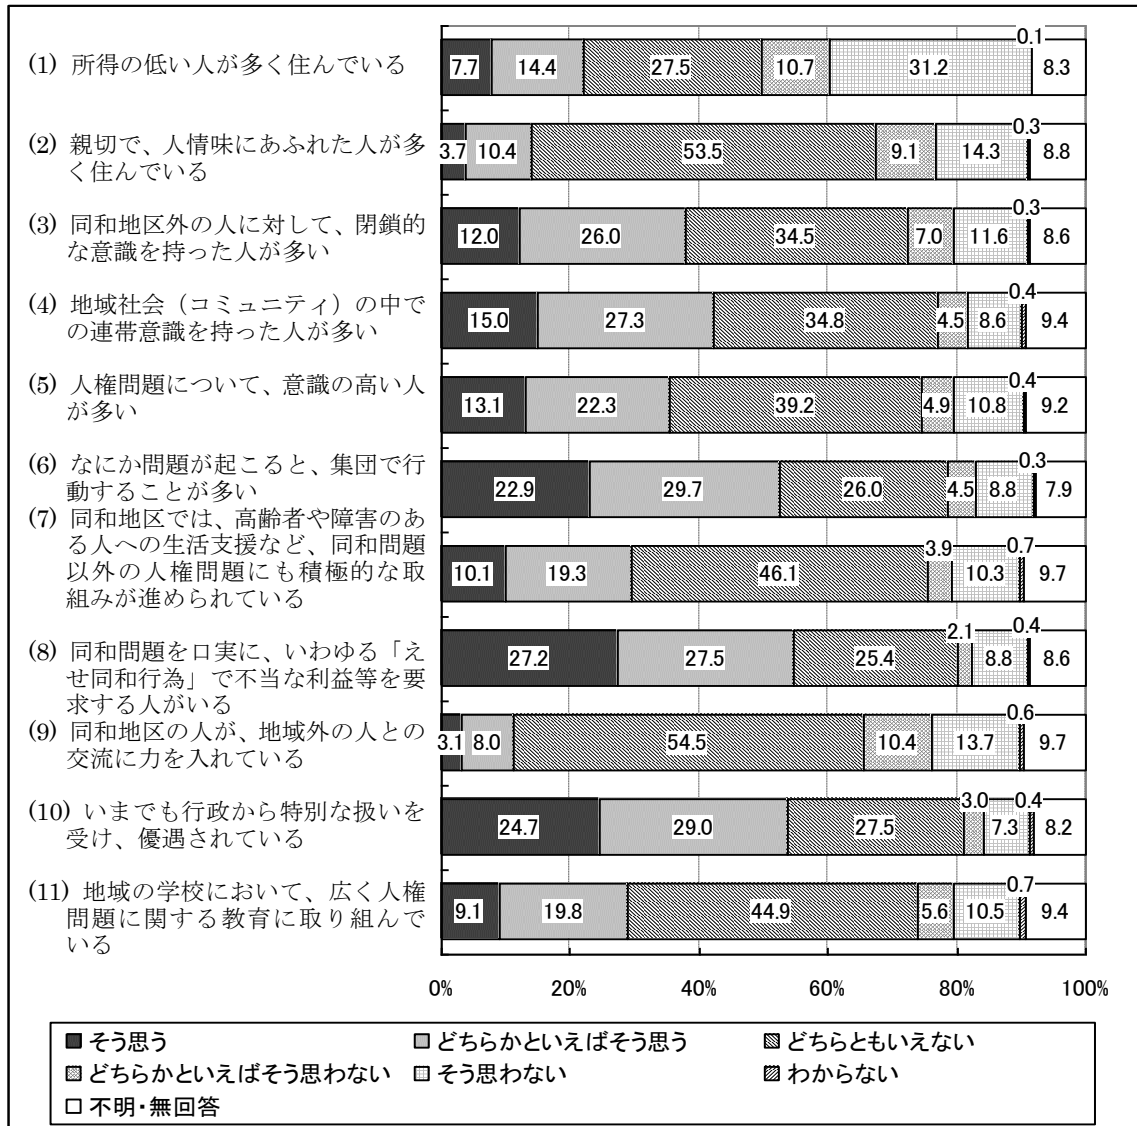 (1) 所得の低い人が多く住んでいる
7.7 14.4 27.5 10.7 31.2 0.1 8.3
(2) 親切で、人情味にあふれた人が多
く住んでいる
3.7 10.4 53.5 9.1 14.3 0.3 8.8
(3) 同和地区外の人に対して、閉鎖的
な意識を持った人が多い
12.0 26.0 34.5 7.0 11.6 0.3 8.6
(4) 地域社会（コミュニティ）の中で
の連帯意識を持った人が多い
15.0 27.3 34.8 4.5 8.6 0.4 9.4
(5) 人権問題について、意識の高い人
が多い
13.1 22.3 39.2 4.9 10.8 0.4 9.2
(6) なにか問題が起こると、集団で行
動することが多い
22.9 29.7 26.0 4.5 8.8 0.3 7.9
(7) 同和地区では、高齢者や障害のあ
る人への生活支援など、同和問題
以外の人権問題にも積極的な取
組みが進められている
10.1 19.3 46.1 3.9 10.3 0.7 9.7
(8) 同和問題を口実に、いわゆる「え
せ同和行為」で不当な利益等を要
求する人がいる
27.2 27.5 25.4 2.1 8.8 0.4 8.6
(9) 同和地区の人が、地域外の人との
交流に力を入れている
3.1 8.0 54.5 10.4 13.7 0.6 9.7
(10) いまでも行政から特別な扱いを
受け、優遇されている
24.7 29.0 27.5 3.0 7.3 0.4 8.2
(11) 地域の学校において、広く人権
問題に関する教育に取り組んで
いる
9.1 19.8 44.9 5.6 10.5 0.7 9.4
0% 20% 40% 60% 80% 100%
そう思う どちらかといえばそう思う どちらともいえない
どちらかといえばそう思わない そう思わない わからない
不明・無回答